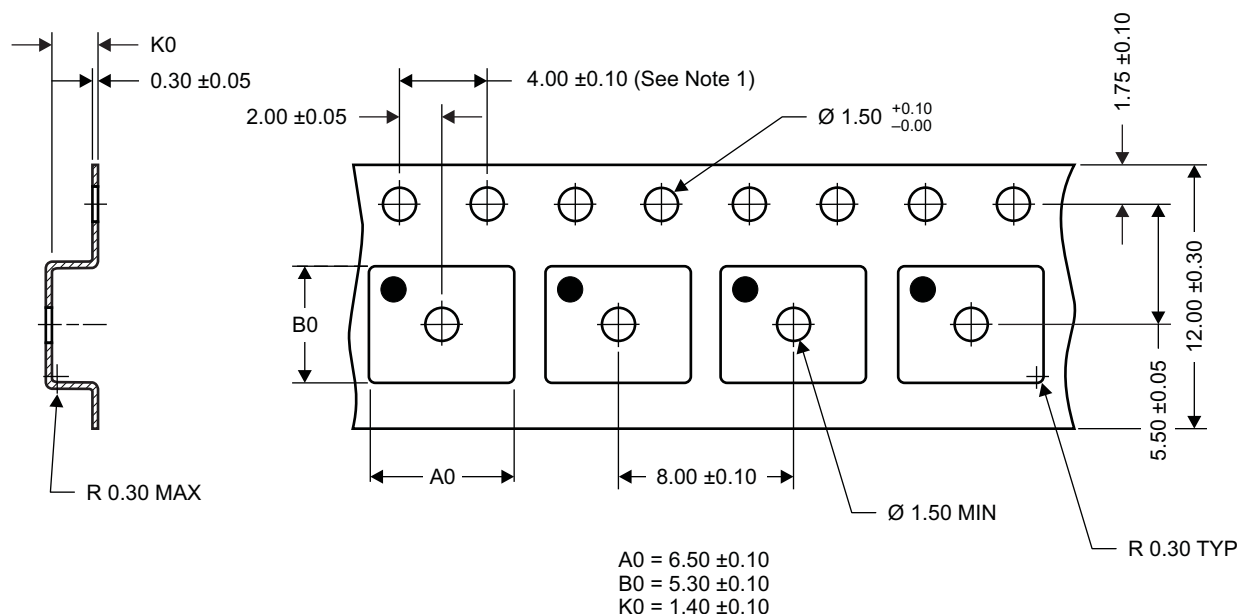 K0
0.30 ±0.05
2.00 ±0.05
4.00 ±0.10 (See Note 1)
Ø 1.50 +0.10 –0.00
1.75 ±0.10
12.00 ±0.30
5.50 ±0.05
B0
A0
8.00 ±0.10
R 0.30 MAX
Ø 1.50 MIN
R 0.30 TYP
A0 = 6.50 ±0.10
B0 = 5.30 ±0.10
K0 = 1.40 ±0.10